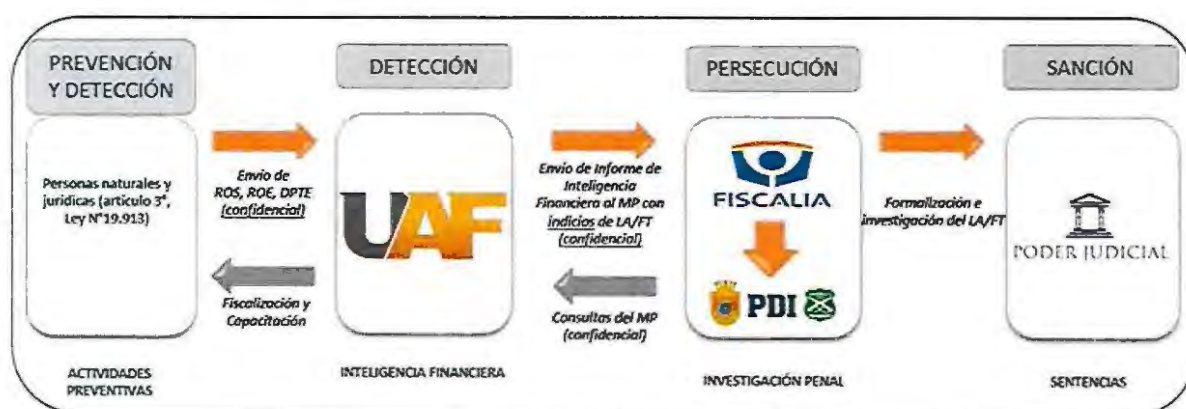 PREVENCIÓN
Y DETECCIÓN
DETECCIÓN
PERSECUCIÓN
SANCIÓN
Personas naturales y
jurídicas (artículo 3°,
Ley N°19.913)
Envío de
ROS, ROE, DPTE
(confidencial)
Fiscalización y
Capacitación
UAF
Envío de Informe de
Inteligencia
Financiera al MP con
indicios de LA/FT
(confidencial)
Consultas del MP
(confidencial)
FISCALIA
PDI
Formalización e
investigación del LA/FT
PODER JUDICIAL
ACTIVIDADES
PREVENTIVAS
INTELIGENCIA FINANCIERA
INVESTIGACIÓN PENAL
SENTENCIAS